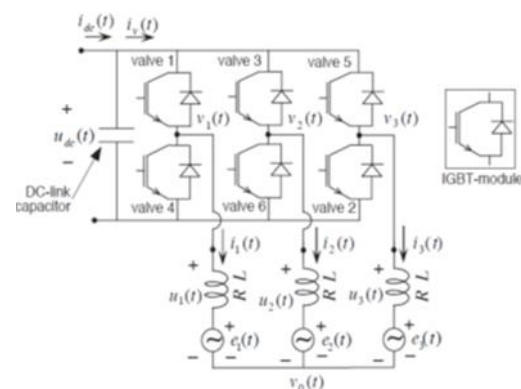 i_dc(t) i_v(t)
valve 1 valve 3 valve 5
+
u_dc(t)
−
v_1(t) v_2(t) v_3(t)
IGBT-module
DC-link
capacitor
valve 4 valve 6 valve 2
i_1(t) i_2(t) i_3(t)
+ + +
u_1(t) R L u_2(t) R L u_3(t) R L
+ + +
e_1(t) e_2(t) e_3(t)
− − − − − −
v_0(t)